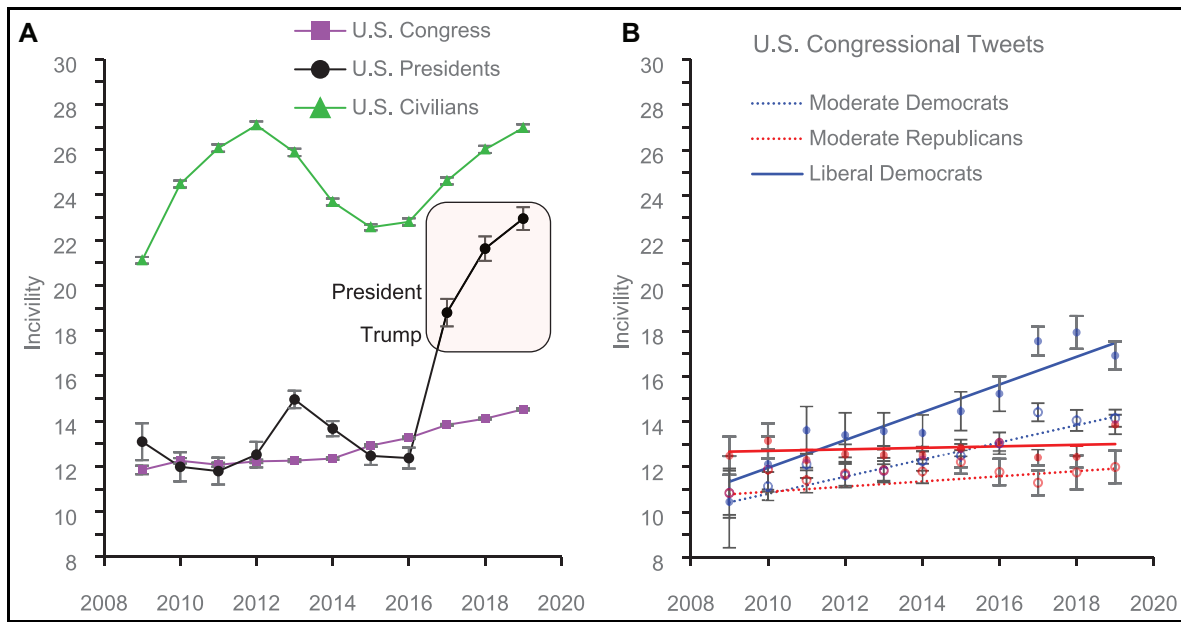 A
U.S. Congress
U.S. Presidents
U.S. Civilians
30
28
26
24
22
20
18
16
14
12
10
8
Incivility
President
Trump
2008 2010 2012 2014 2016 2018 2020
B
U.S. Congressional Tweets
Moderate Democrats
Moderate Republicans
Liberal Democrats
30
28
26
24
22
20
18
16
14
12
10
8
Incivility
2008 2010 2012 2014 2016 2018 2020